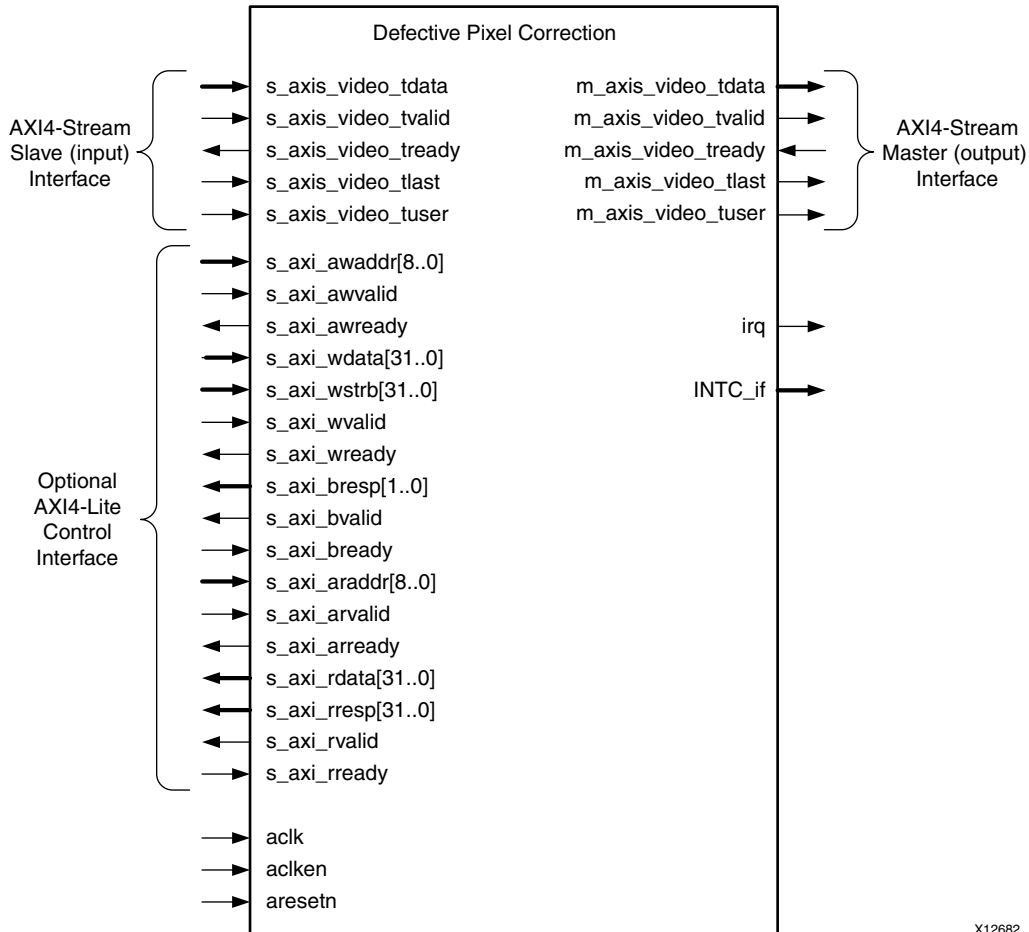 Defective Pixel Correction
AXI4-Stream
Slave (input)
Interface
s_axis_video_tdata
s_axis_video_tvalid
s_axis_video_tready
s_axis_video_tlast
s_axis_video_tuser
m_axis_video_tdata
m_axis_video_tvalid
m_axis_video_tready
m_axis_video_tlast
m_axis_video_tuser
AXI4-Stream
Master (output)
Interface
Optional
AXI4-Lite
Control
Interface
s_axi_awaddr[8..0]
s_axi_awvalid
s_axi_awready
s_axi_wdata[31..0]
s_axi_wstrb[31..0]
s_axi_wvalid
s_axi_wready
s_axi_bresp[1..0]
s_axi_bvalid
s_axi_bready
s_axi_araddr[8..0]
s_axi_arvalid
s_axi_arready
s_axi_rdata[31..0]
s_axi_rresp[31..0]
s_axi_rvalid
s_axi_rready
irq
INTC_if
aclk
aclken
aresetn
X12682